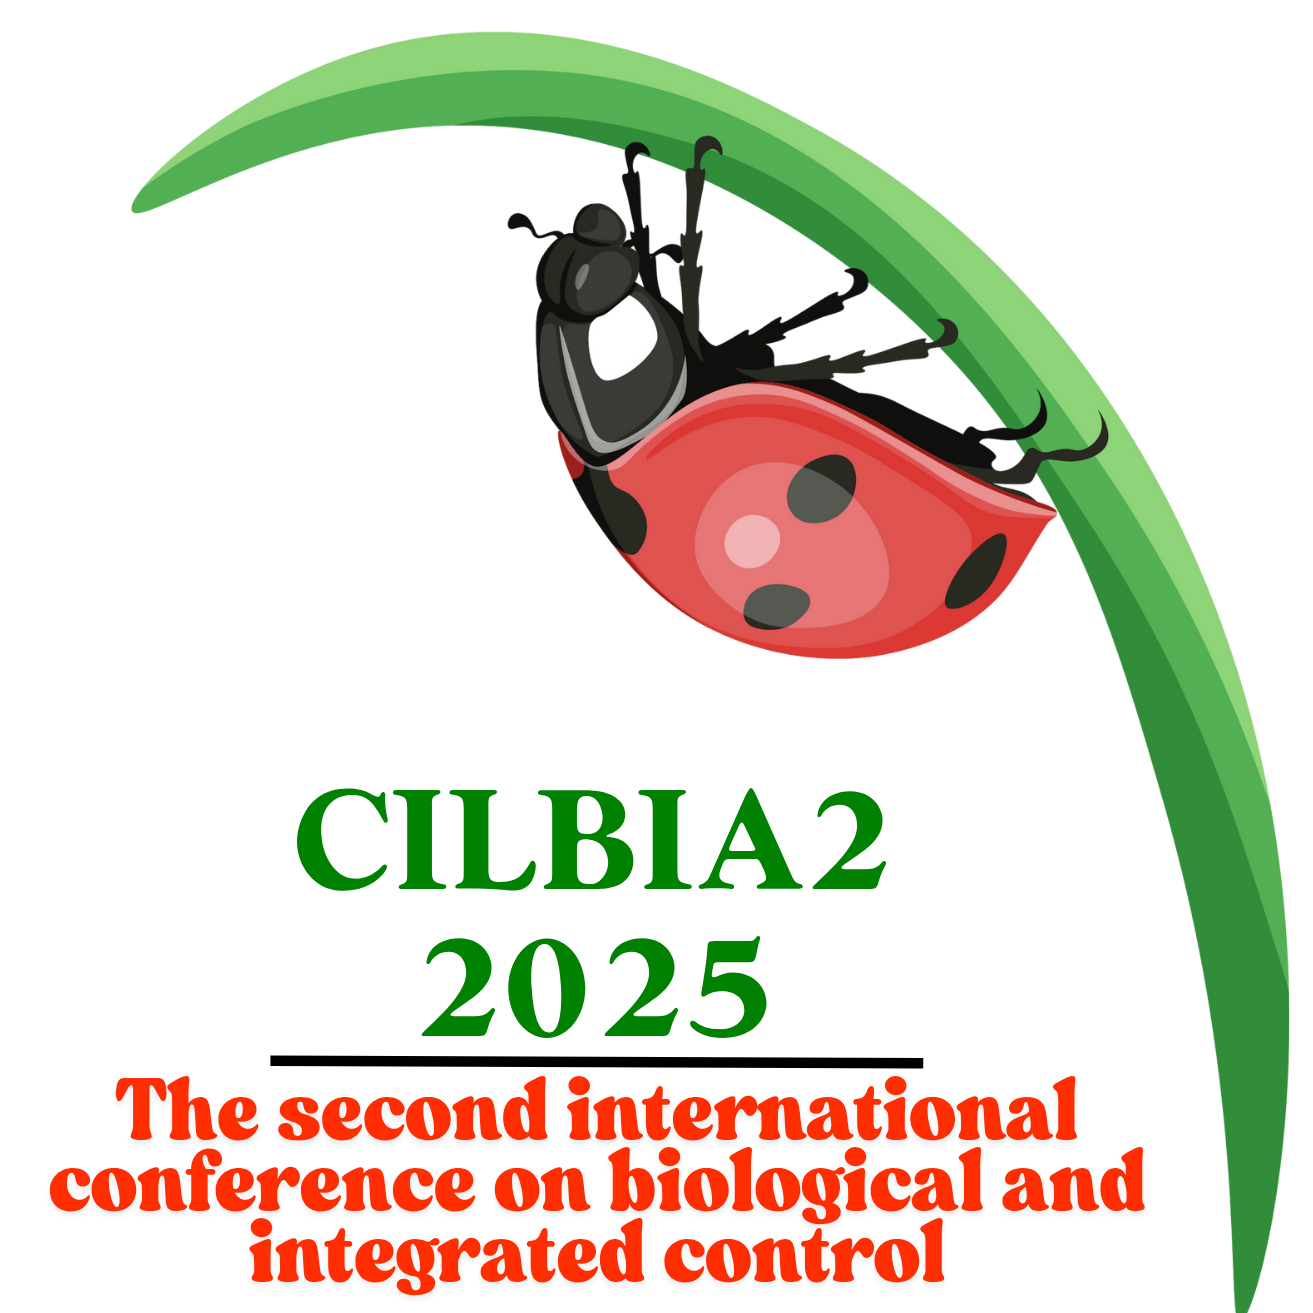 CILBIA2
2025
The second international
conference on biological and
integrated control